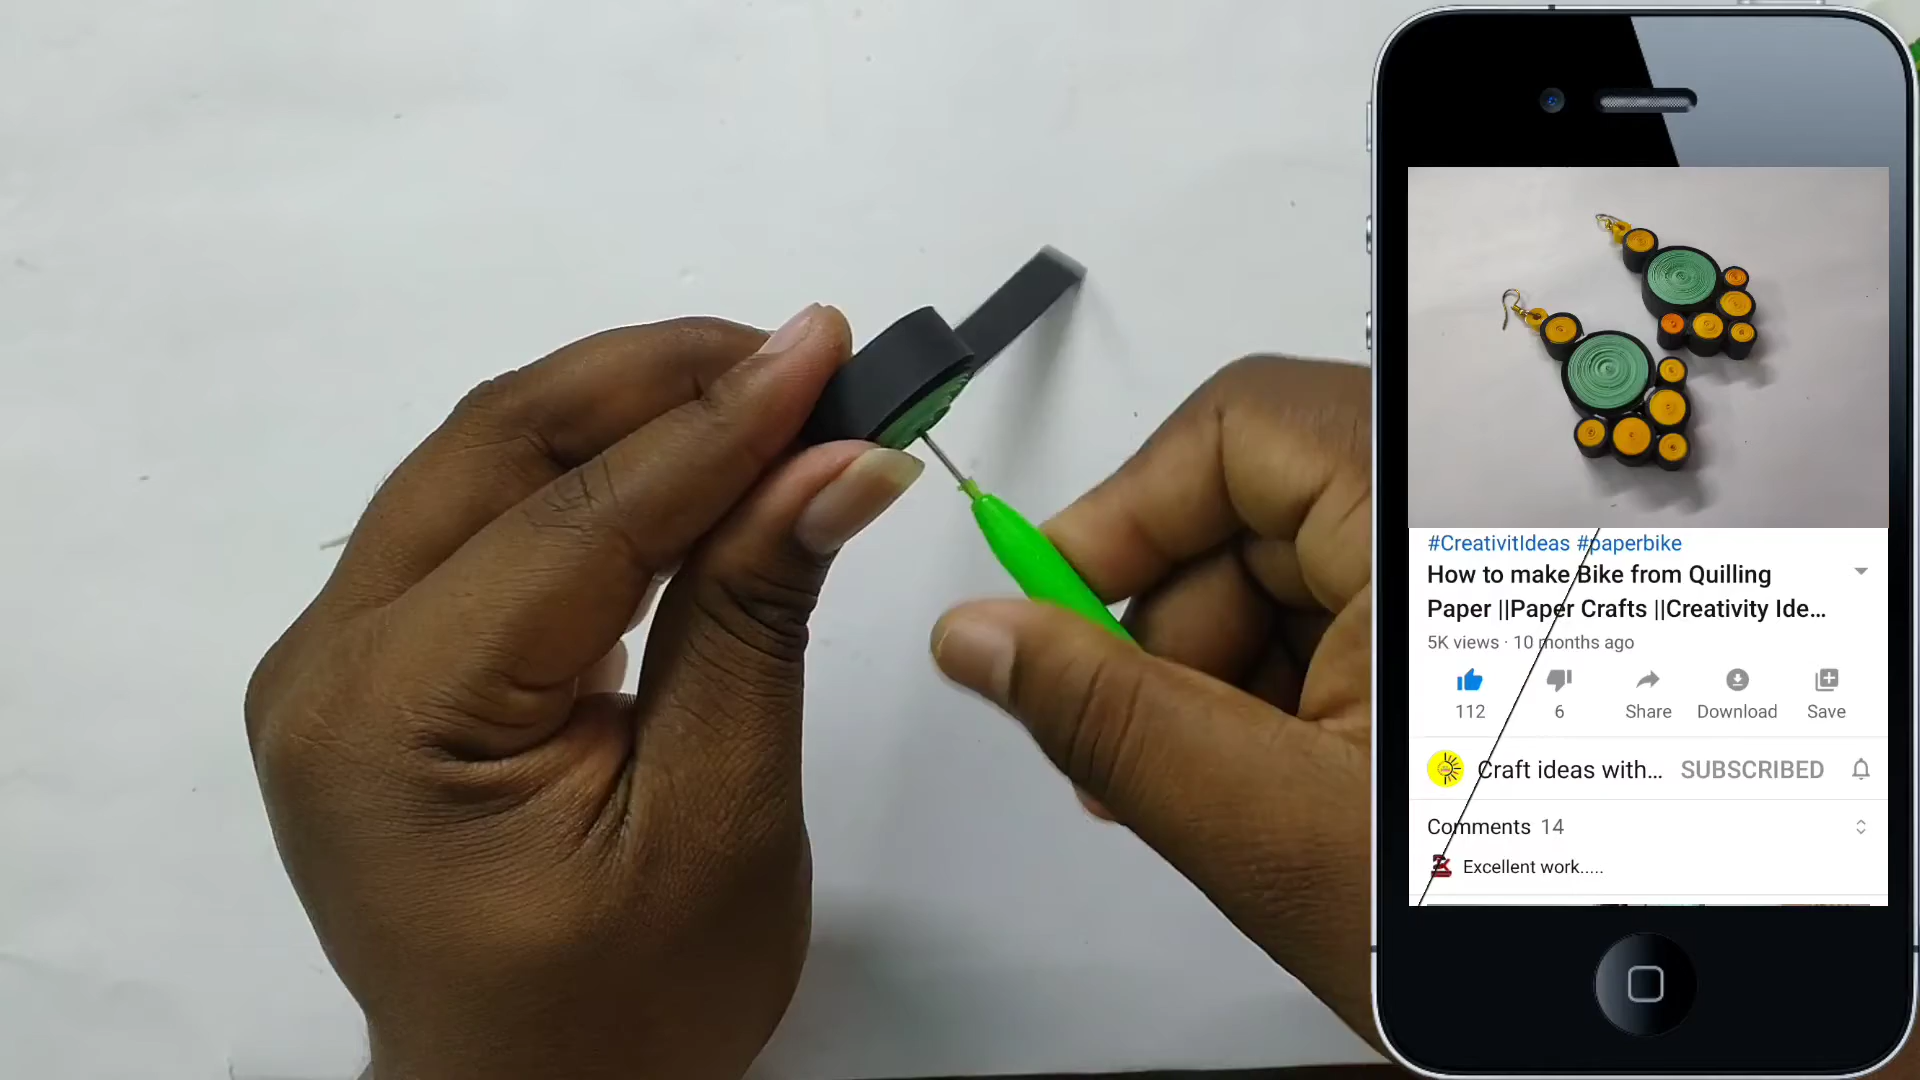 #CreativitIdeas #paperbike
How to make Bike from Quilling
Paper ||Paper Crafts ||Creativity Ide...
5K views · 10 months ago
112
6
Share
Download
Save
Craft ideas with...
SUBSCRIBED
Comments 14
Excellent work.....